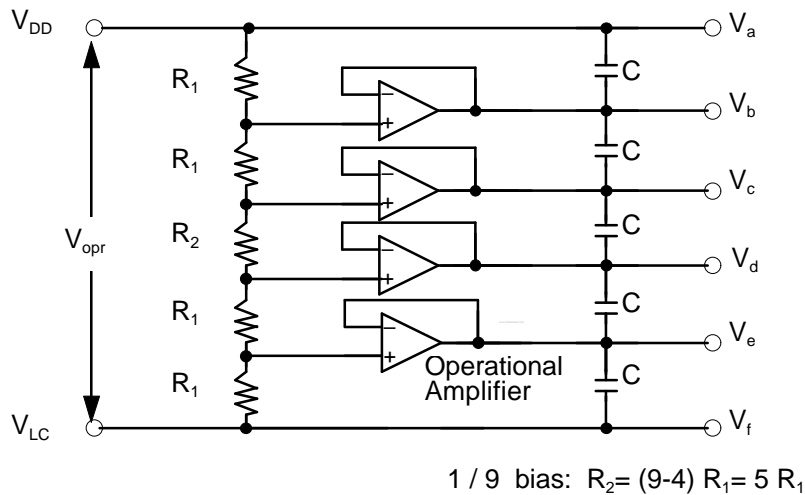 V_DD
V_a
R_1
− +
C
V_b
R_1
− +
C
V_c
V_opr
R_2
− +
C
V_d
R_1
− +
C
V_e
Operational
Amplifier
R_1
C
V_LC
V_f
1 / 9 bias: R_2= (9-4) R_1= 5 R_1